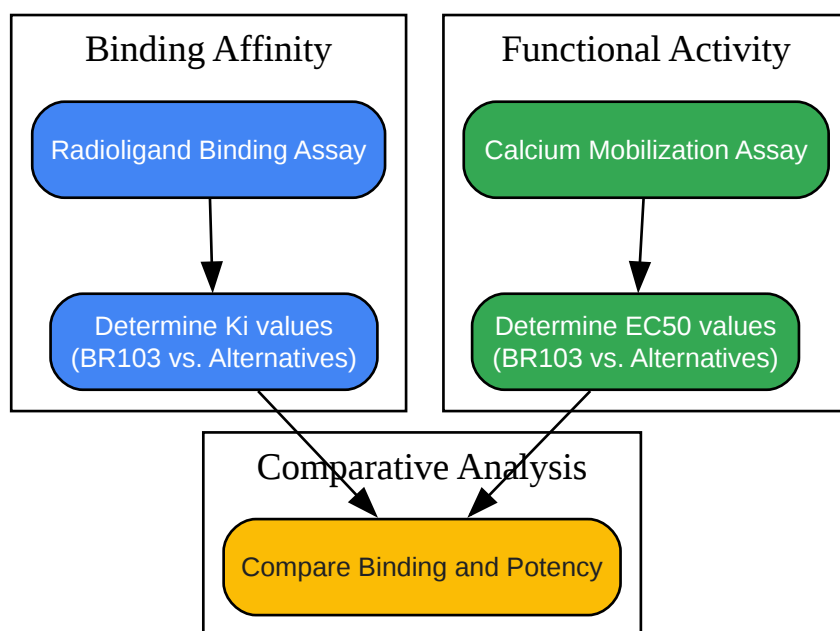 Binding Affinity
Radioligand Binding Assay
Determine Ki values
(BR103 vs. Alternatives)
Functional Activity
Calcium Mobilization Assay
Determine EC50 values
(BR103 vs. Alternatives)
Comparative Analysis
Compare Binding and Potency